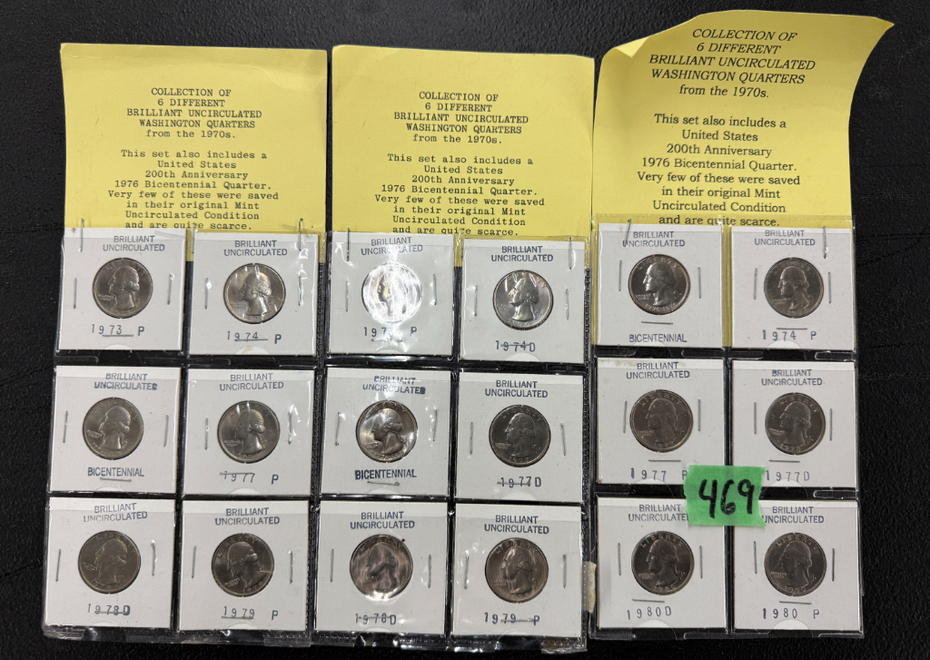 COLLECTION OF
6 DIFFERENT
BRILLIANT UNCIRCULATED
WASHINGTON QUARTERS
from the 1970s.
This set also includes a
United States
200th Anniversary
1976 Bicentennial Quarter.
Very few of these were saved
in their original Mint
Uncirculated Condition
and are quite scarce.
BRILLIANT
UNCIRCULATED
1973 P
BRILLIANT
UNCIRCULATED
1974 P
BRILLIANT
UNCIRCULATED
BICENTENNIAL
BRILLIANT
UNCIRCULATED
1977 P
BRILLIANT
UNCIRCULATED
1978D
BRILLIANT
UNCIRCULATED
1979 P
COLLECTION OF
6 DIFFERENT
BRILLIANT UNCIRCULATED
WASHINGTON QUARTERS
from the 1970s.
This set also includes a
United States
200th Anniversary
1976 Bicentennial Quarter.
Very few of these were saved
in their original Mint
Uncirculated Condition
and are quite scarce.
BRILLIANT
UNCIRCULATED
P
BRILLIANT
UNCIRCULATED
1974D
BRILLIANT
UNCIRCULATED
BICENTENNIAL
BRILLIANT
UNCIRCULATED
1977D
BRILLIANT
UNCIRCULATED
1978D
BRILLIANT
UNCIRCULATED
1979 P
COLLECTION OF
6 DIFFERENT
BRILLIANT UNCIRCULATED
WASHINGTON QUARTERS
from the 1970s.
This set also includes a
United States
200th Anniversary
1976 Bicentennial Quarter.
Very few of these were saved
in their original Mint
Uncirculated Condition
and are quite scarce.
BRILLIANT
UNCIRCULATED
BICENTENNIAL
BRILLIANT
UNCIRCULATED
1974 P
BRILLIANT
UNCIRCULATED
1977 P
BRILLIANT
UNCIRCULATED
1977D
469
BRILLIANT
UNCIRCULATED
1980D
BRILLIANT
UNCIRCULATED
1980 P